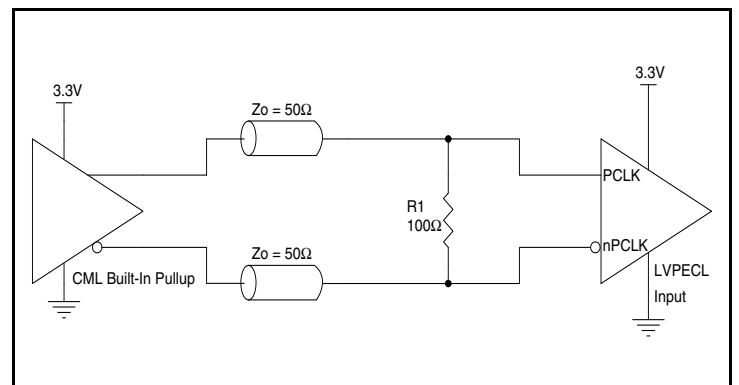 3.3V
3.3V
Zo = 50Ω
PCLK
R1
100Ω
Zo = 50Ω
nPCLK
CML Built-In Pullup
LVPECL
Input